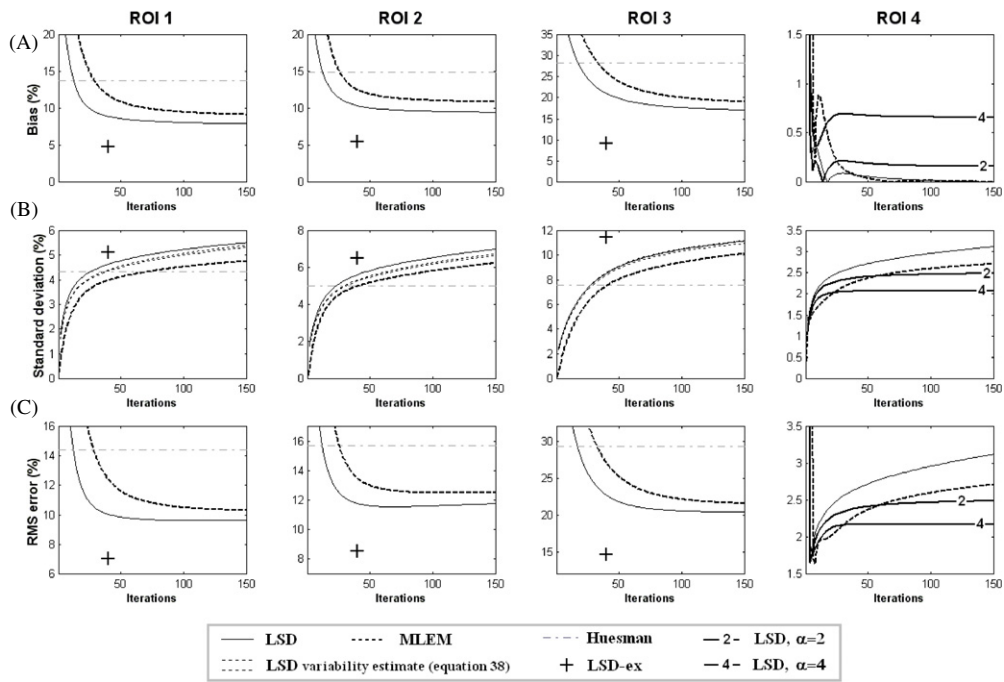 ROI 1 ROI 2 ROI 3 ROI 4
(A)
Bias (%)
20 15 10 5 0
50 100 150
Iterations
20 15 10 5 0
50 100 150
Iterations
35 30 25 20 15 10 5 0
50 100 150
Iterations
1.5 1 0.5 0
4
2
50 100 150
Iterations
(B)
Standard deviation (%)
6 5 4 3 2 1 0
50 100 150
Iterations
8 6 4 2 0
50 100 150
Iterations
12 10 8 6 4 2 0
50 100 150
Iterations
3.5 3 2.5 2 1.5 1 0.5 0
2
4
50 100 150
Iterations
(C)
RMS error (%)
16 14 12 10 8 6
50 100 150
Iterations
16 14 12 10 8
50 100 150
Iterations
30 25 20 15
50 100 150
Iterations
3.5 3 2.5 2 1.5
2
4
50 100 150
Iterations
LSD MLEM Huesman 2 LSD, α=2
LSD variability estimate (equation 38) LSD-ex 4 LSD, α=4